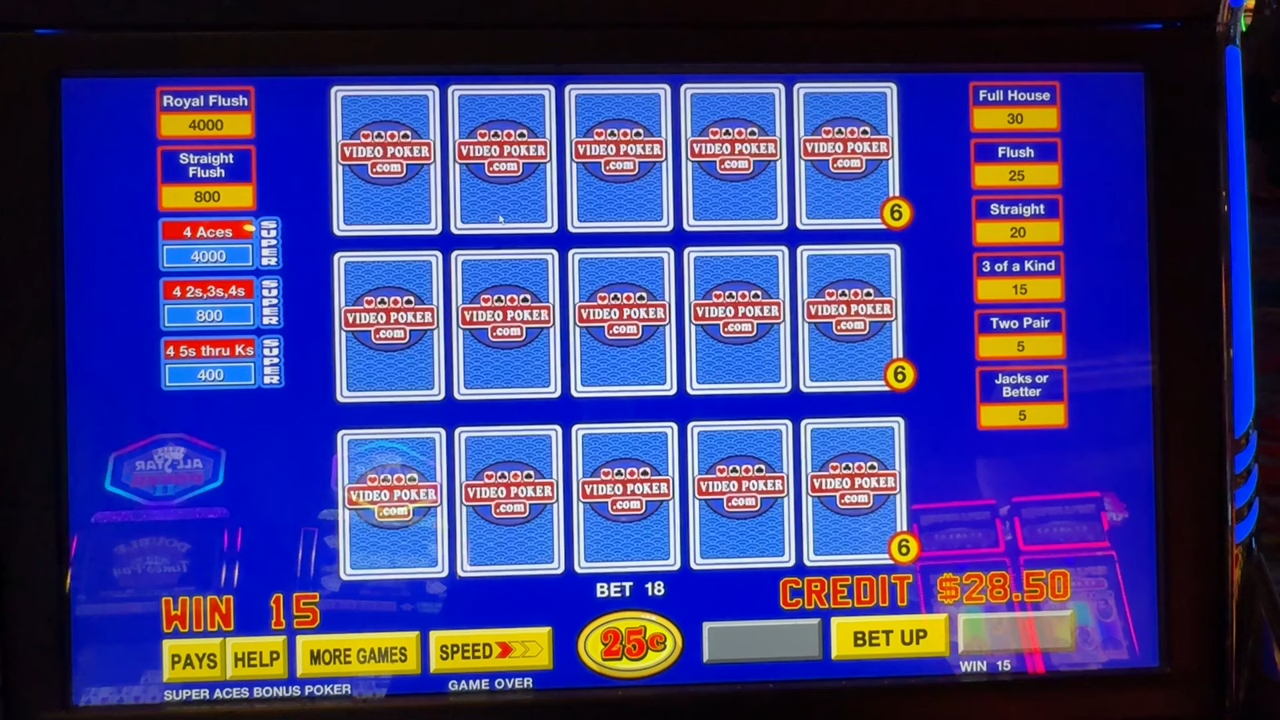 Royal Flush
4000
Straight
Flush
800
4 Aces
4000
SUPER
4 2s,3s,4s
800
SUPER
4 5s thru Ks
400
SUPER
VIDEO POKER
.com
VIDEO POKER
.com
VIDEO POKER
.com
VIDEO POKER
.com
VIDEO POKER
.com
6
VIDEO POKER
.com
VIDEO POKER
.com
VIDEO POKER
.com
VIDEO POKER
.com
VIDEO POKER
.com
6
VIDEO POKER
.com
VIDEO POKER
.com
VIDEO POKER
.com
VIDEO POKER
.com
VIDEO POKER
.com
6
Full House
30
Flush
25
Straight
20
3 of a Kind
15
Two Pair
5
Jacks or
Better
5
ALL-STAR
WIN 15
BET 18
CREDIT $28.50
PAYS
HELP
MORE GAMES
SPEED
25¢
BET UP
WIN 15
SUPER ACES BONUS POKER
GAME OVER